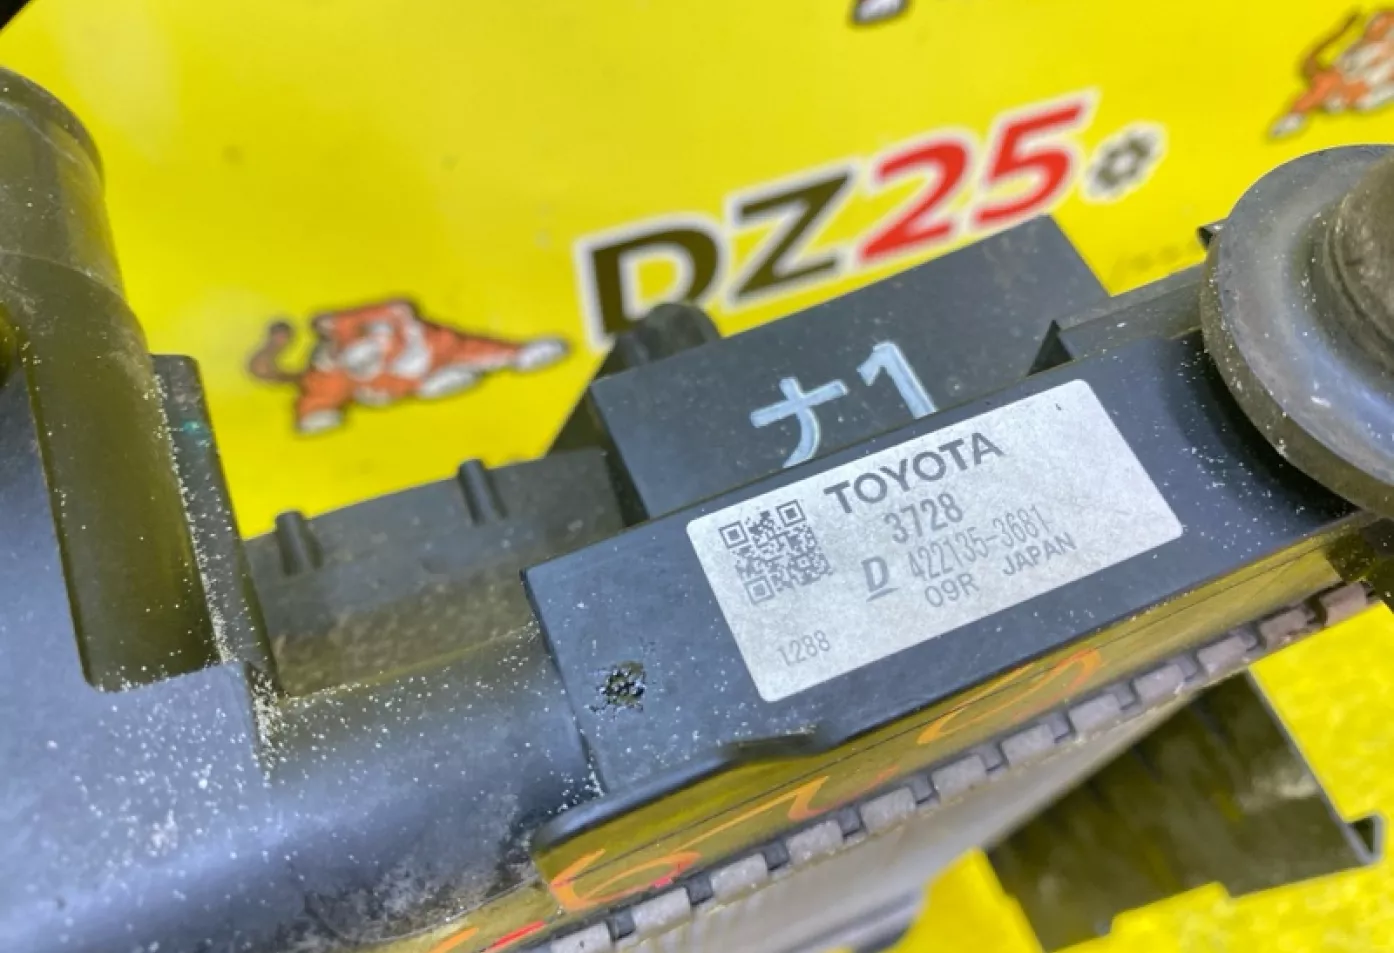 DZ25
ナ1
TOYOTA
3728
D 422135-3681
09R JAPAN
1288